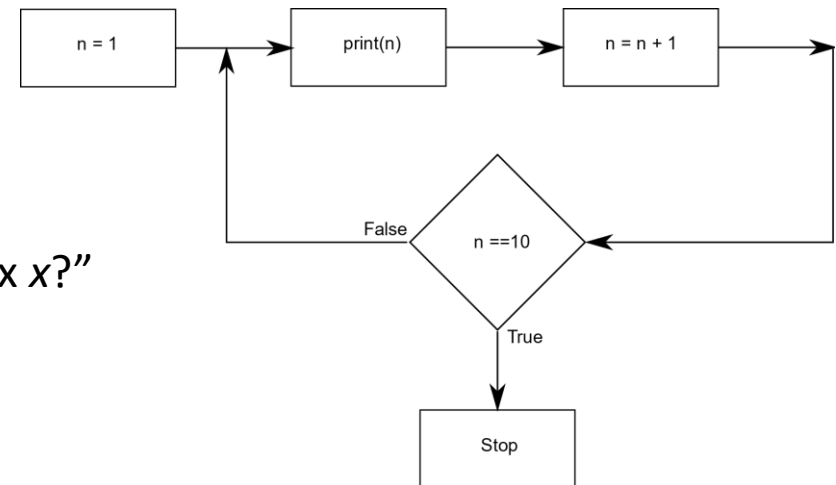 n = 1
print(n)
n = n + 1
False
n ==10
x x?”
True
Stop